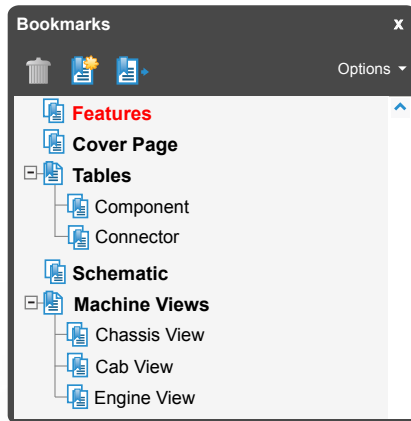 Bookmarks x
Options
Features
Cover Page
Tables
Component
Connector
Schematic
Machine Views
Chassis View
Cab View
Engine View